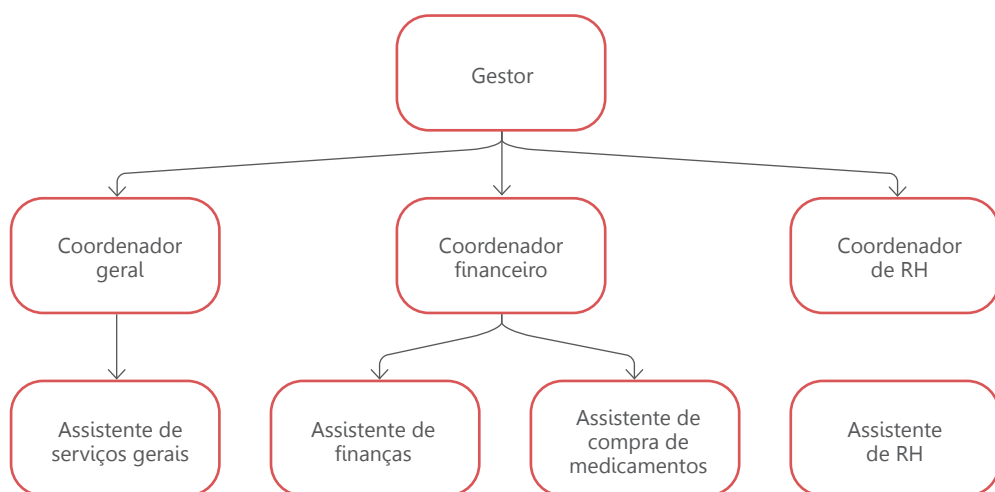 Gestor
Coordenador
geral
Coordenador
financeiro
Coordenador
de RH
Assistente de
serviços gerais
Assistente de
finanças
Assistente de
compra de
medicamentos
Assistente
de RH